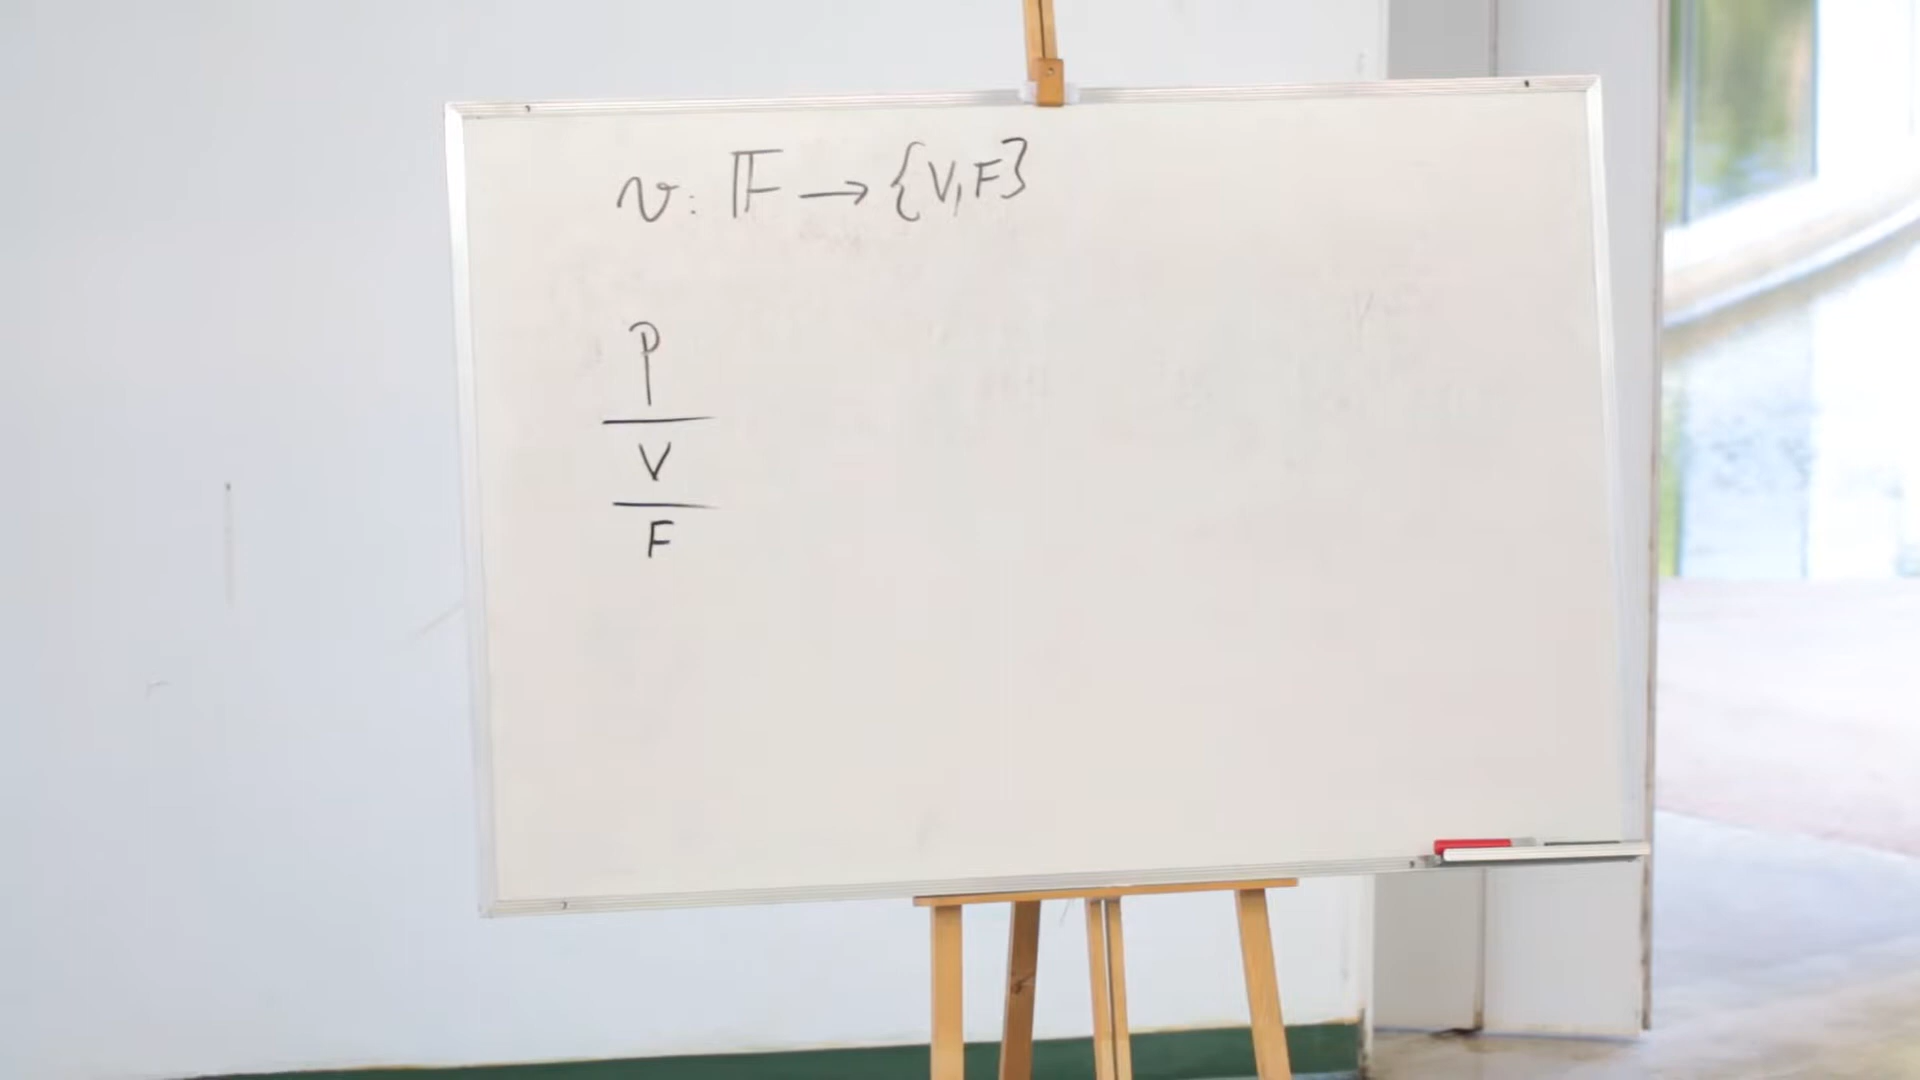 v: 𝔽 → {V, F}
P
V
F